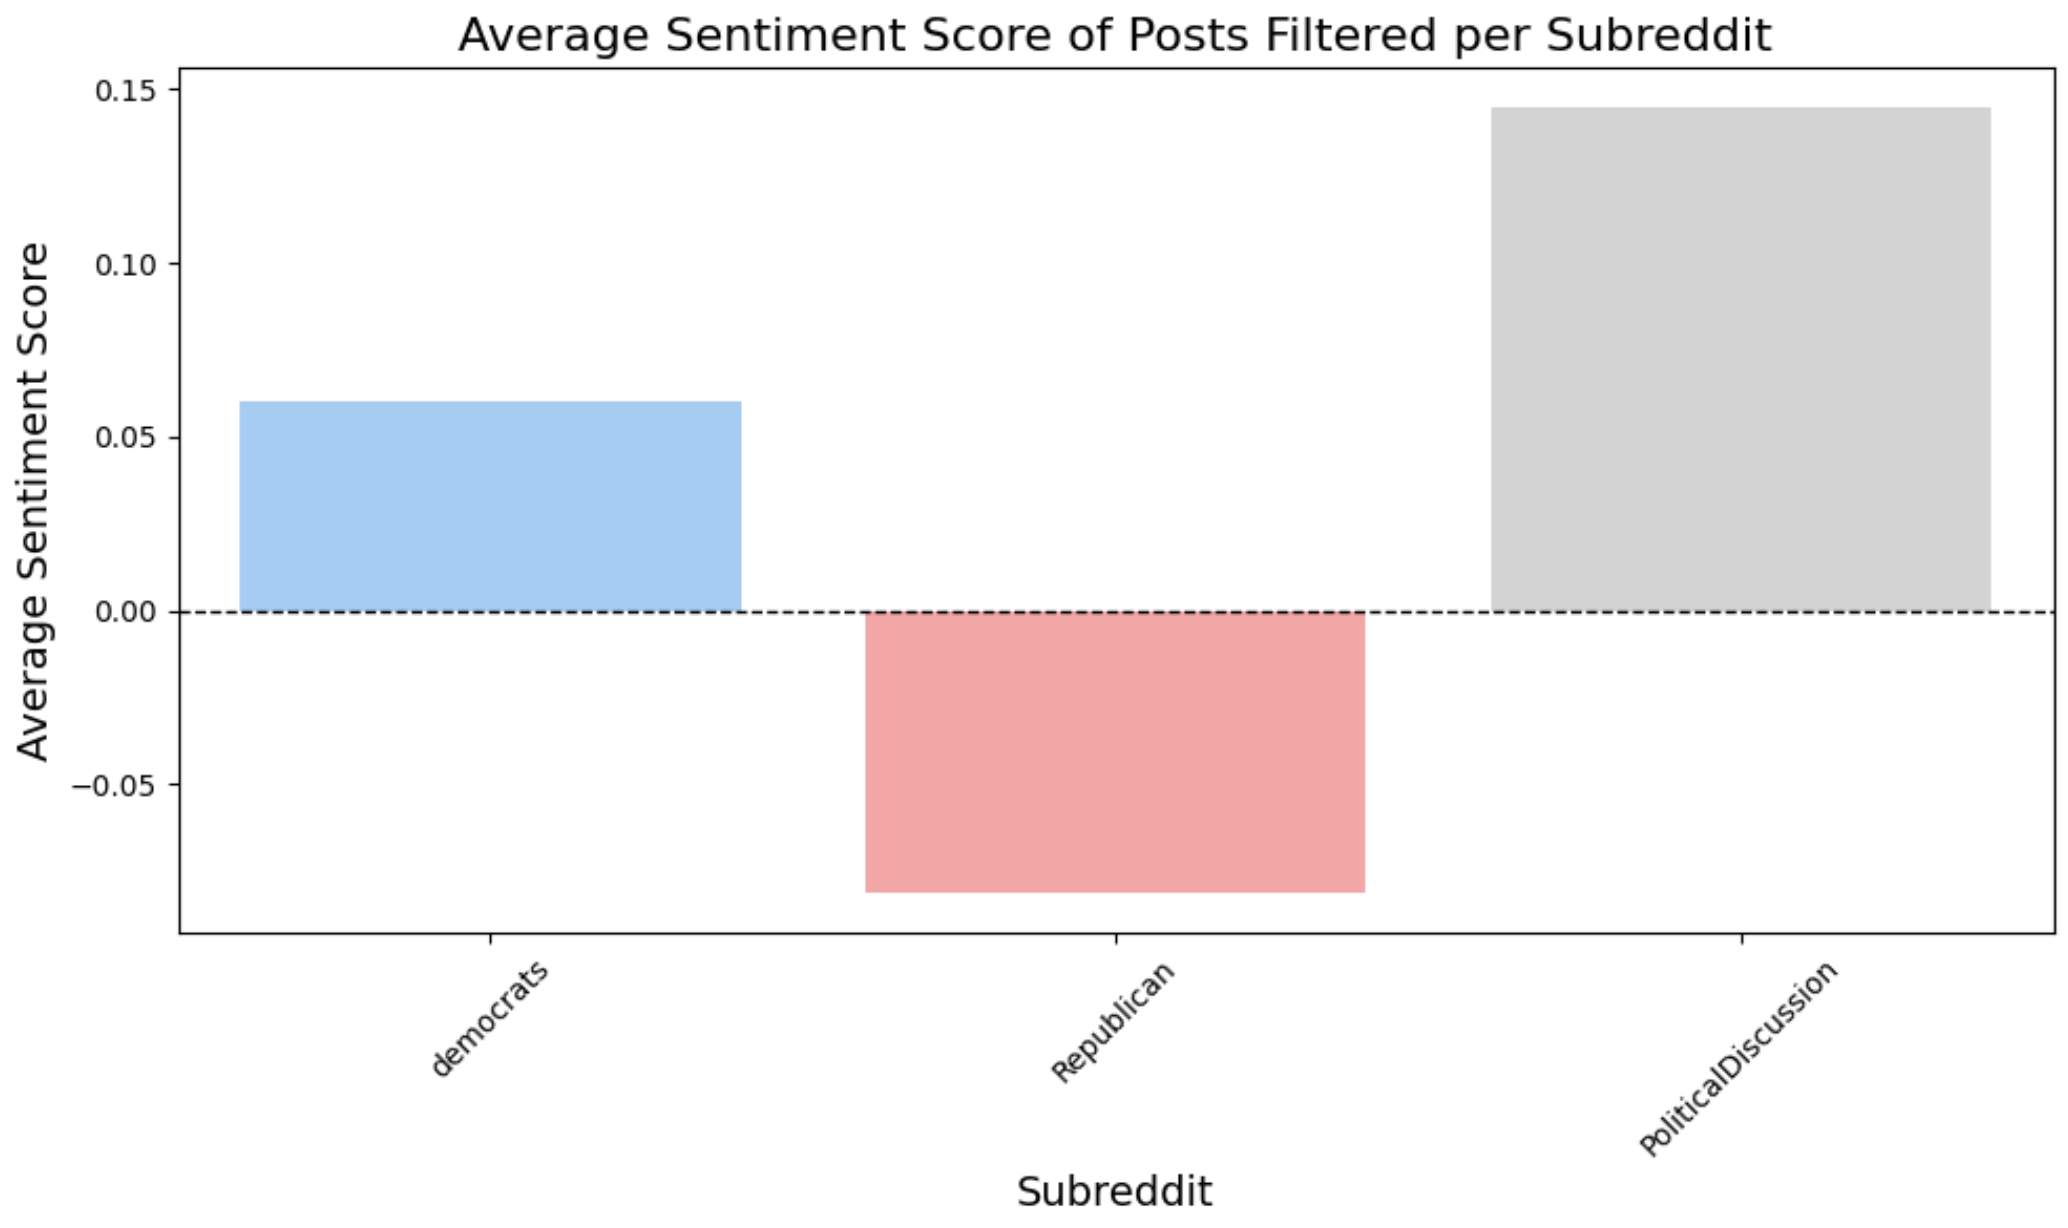 Average Sentiment Score of Posts Filtered per Subreddit
Average Sentiment Score
0.15
0.10
0.05
0.00
−0.05
democrats
Republican
PoliticalDiscussion
Subreddit